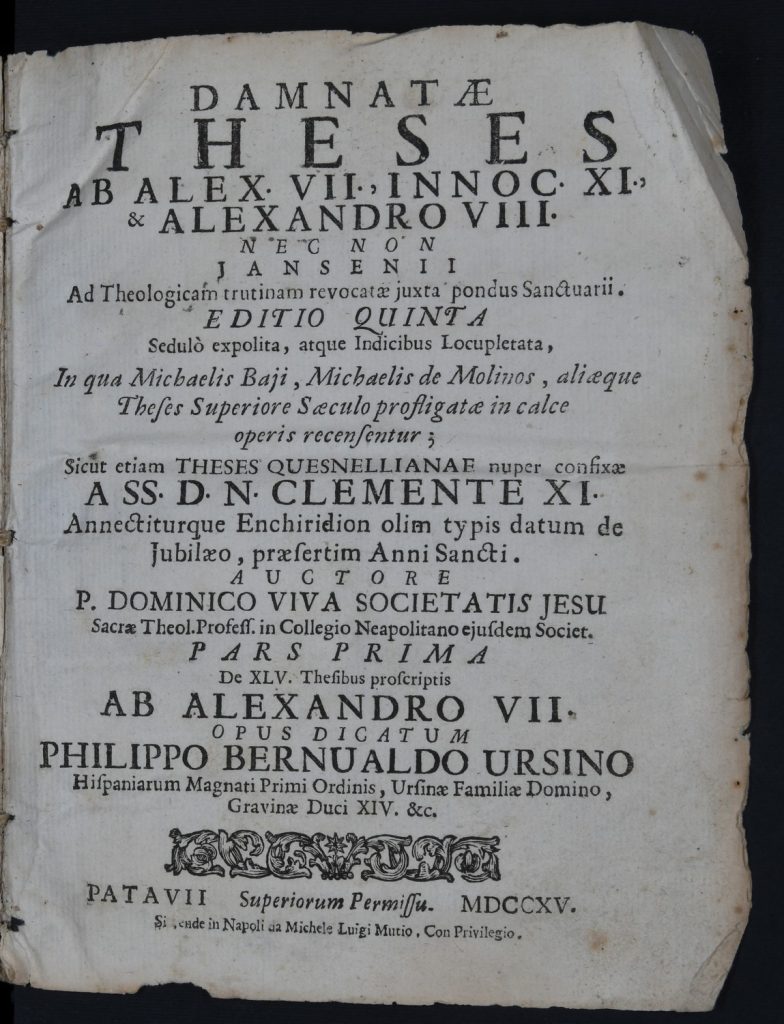 DAMNATÆ
THESES
AB ALEX. VII., INNOC. XI.,
& ALEXANDRO VIII.
NEC NON
JANSENII
Ad Theologicam trutinam revocatæ juxta pondus Sanctuarii.
EDITIO QUINTA
Sedulò expolita, atque Indicibus Locupletata,
In qua Michaelis Baji, Michaelis de Molinos, aliæque
Theſes Superiore Sæculo profligatæ in calce
operis recenſentur;
Sicut etiam THESES QUESNELLIANAE nuper confixæ
A SS. D. N. CLEMENTE XI.
Annectiturque Enchiridion olim typis datum de
Jubilæo, præſertim Anni Sancti.
AUCTORE
P. DOMINICO VIVA SOCIETATIS JESU
Sacræ Theol. Profeſſ. in Collegio Neapolitano ejuſdem Societ.
PARS PRIMA
De XLV. Theſibus proſcriptis
AB ALEXANDRO VII.
OPUS DICATUM
PHILIPPO BERNUALDO URSINO
Hiſpaniarum Magnati Primi Ordinis, Urſinæ Familiæ Domino,
Gravinæ Duci XIV. &c.
PATAVII Superiorum Permiſſu. MDCCXV.
Si vende in Napoli da Michele Luigi Mutio, Con Privilegio.